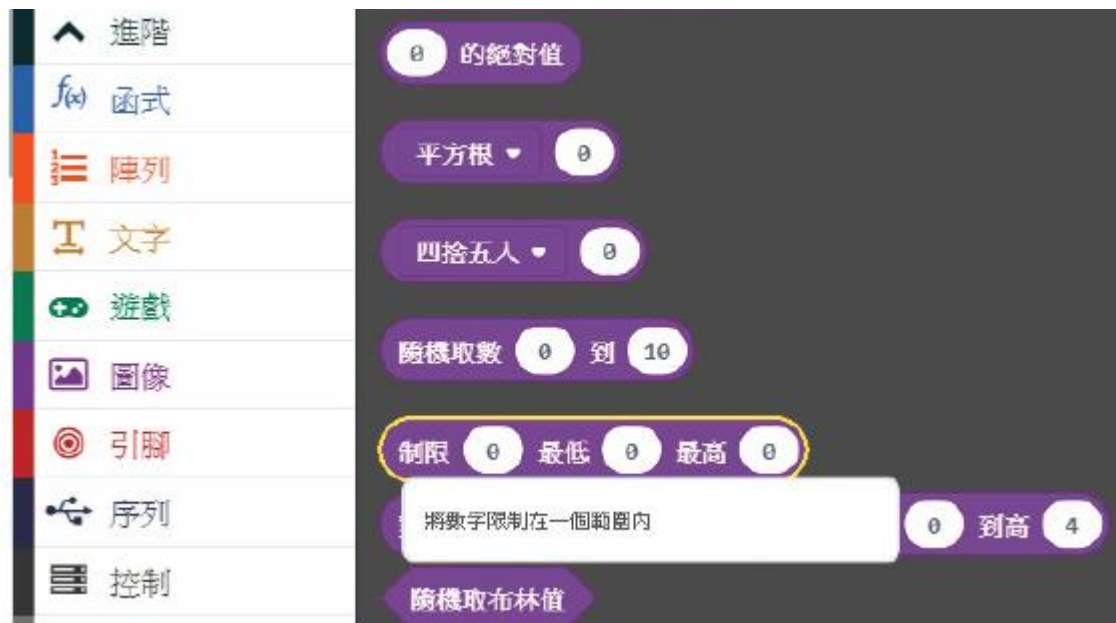 進階
函式
陣列
文字
遊戲
圖像
引腳
序列
控制
0 的絕對值
平方根 0
四捨五入 0
隨機取數 0 到 10
制限 0 最低 0 最高 0
將數字限制在一個範圍內
0 到高 4
隨機取布林值